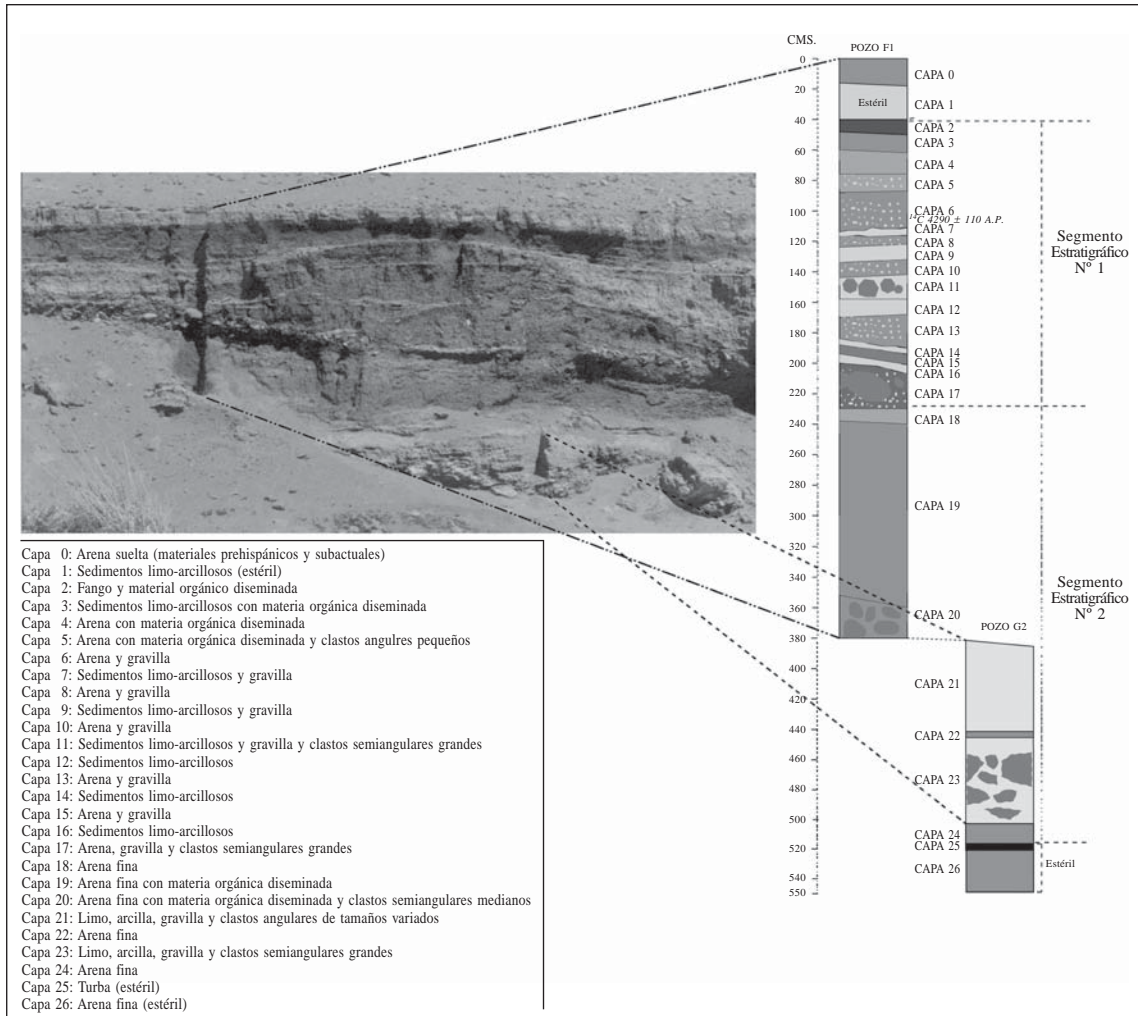 CMS.
POZO F1
0
20
40
60
80
100
120
140
160
180
200
220
240
260
280
300
320
340
360
380
400
420
440
460
480
500
520
540
550
CAPA 0
Estéril
CAPA 1
CAPA 2
CAPA 3
CAPA 4
CAPA 5
CAPA 6
¹⁴C 4290 ± 110 A.P.
CAPA 7
CAPA 8
CAPA 9
CAPA 10
CAPA 11
CAPA 12
CAPA 13
CAPA 14
CAPA 15
CAPA 16
CAPA 17
CAPA 18
CAPA 19
CAPA 20
Segmento
Estratigráfico
Nº 1
Segmento
Estratigráfico
Nº 2
POZO G2
CAPA 21
CAPA 22
CAPA 23
CAPA 24
CAPA 25
CAPA 26
Estéril
Capa 0: Arena suelta (materiales prehispánicos y subactuales)
Capa 1: Sedimentos limo-arcillosos (estéril)
Capa 2: Fango y material orgánico diseminada
Capa 3: Sedimentos limo-arcillosos con materia orgánica diseminada
Capa 4: Arena con materia orgánica diseminada
Capa 5: Arena con materia orgánica diseminada y clastos angulres pequeños
Capa 6: Arena y gravilla
Capa 7: Sedimentos limo-arcillosos y gravilla
Capa 8: Arena y gravilla
Capa 9: Sedimentos limo-arcillosos y gravilla
Capa 10: Arena y gravilla
Capa 11: Sedimentos limo-arcillosos y gravilla y clastos semiangulares grandes
Capa 12: Sedimentos limo-arcillosos
Capa 13: Arena y gravilla
Capa 14: Sedimentos limo-arcillosos
Capa 15: Arena y gravilla
Capa 16: Sedimentos limo-arcillosos
Capa 17: Arena, gravilla y clastos semiangulares grandes
Capa 18: Arena fina
Capa 19: Arena fina con materia orgánica diseminada
Capa 20: Arena fina con materia orgánica diseminada y clastos semiangulares medianos
Capa 21: Limo, arcilla, gravilla y clastos angulares de tamaños variados
Capa 22: Arena fina
Capa 23: Limo, arcilla, gravilla y clastos semiangulares grandes
Capa 24: Arena fina
Capa 25: Turba (estéril)
Capa 26: Arena fina (estéril)